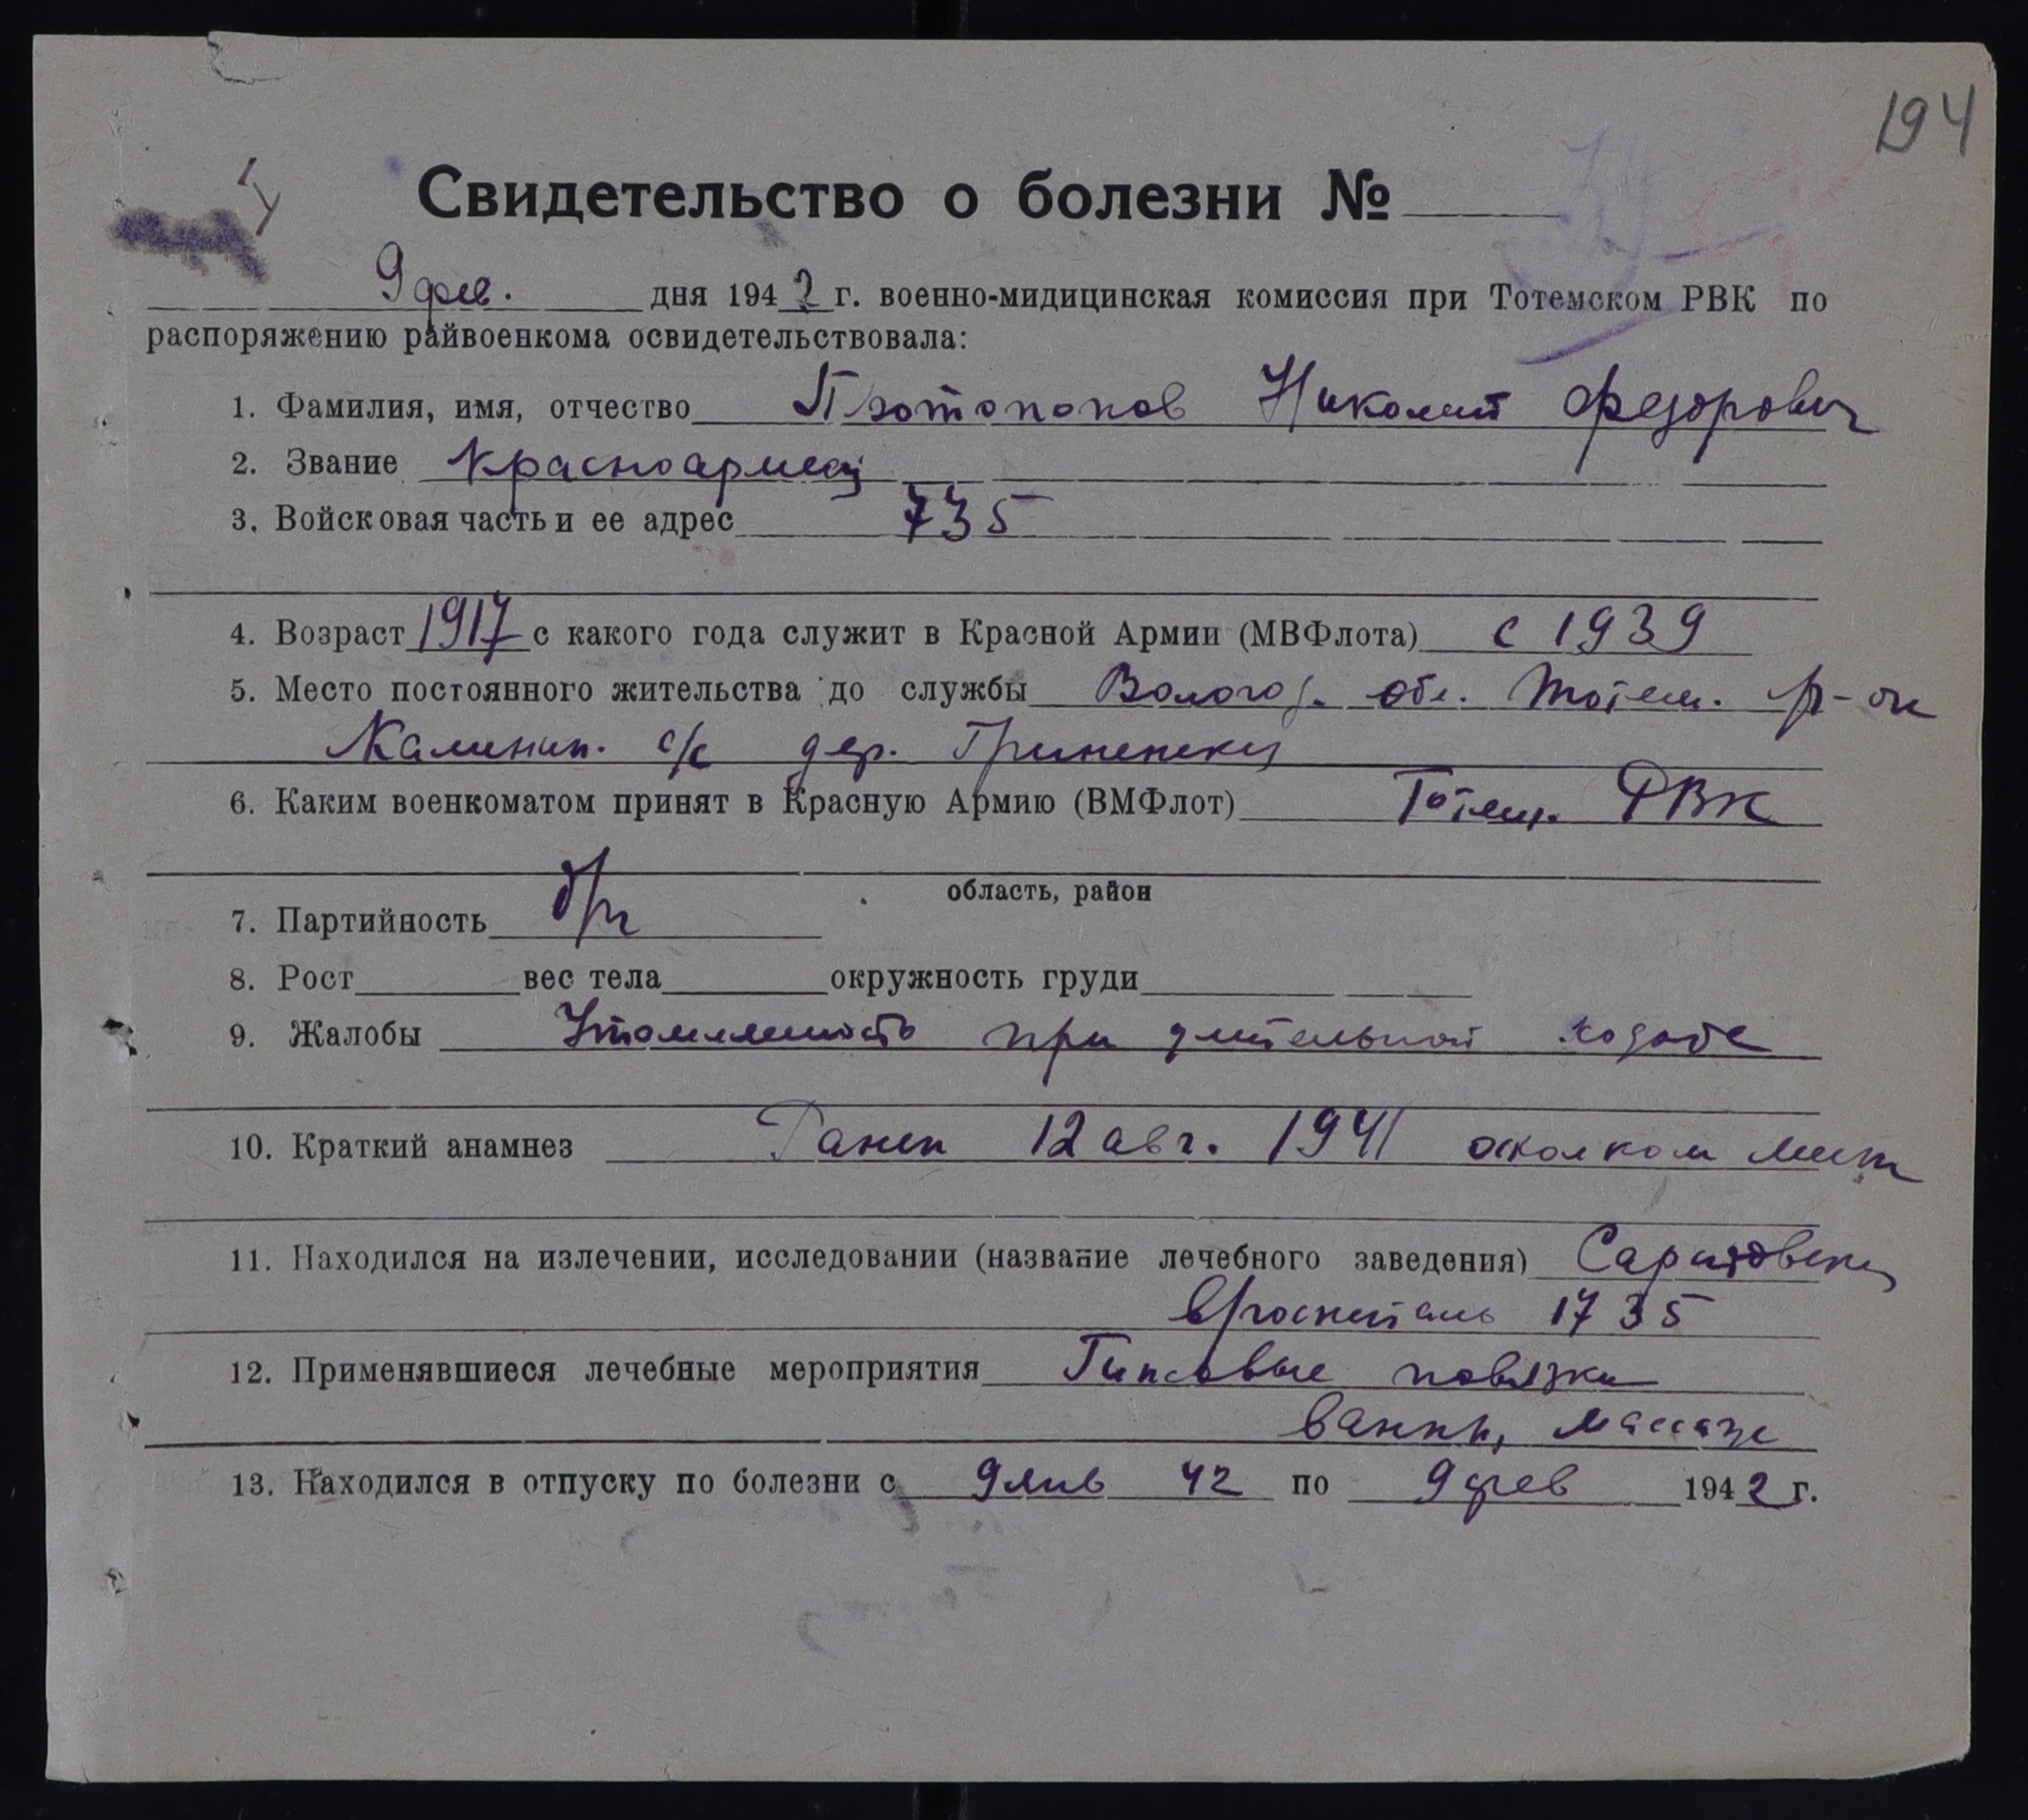 194
Свидетельство о болезни №
9 фев. дня 1942 г. военно-мидицинская комиссия при Тотемском РВК по
распоряжению райвоенкома освидетельствовала:
1. Фамилия, имя, отчество Протопопов Николай Федорович
2. Звание Красноармеец
3. Войсковая часть и ее адрес 735
4. Возраст 1917 с какого года служит в Красной Армии (МВФлота) с 1939
5. Место постоянного жительства до службы Вологод. обл. Тотем. р-он
Калинин. с/с дер.
6. Каким военкоматом принят в Красную Армию (ВМФлот) Тотем. РВК
область, район
7. Партийность б/п
8. Рост вес тела окружность груди
9. Жалобы Утомляемость при длительной ходьбе
10. Краткий анамнез Ранен 12 авг. 1941 осколком мины
11. Находился на излечении, исследовании (название лечебного заведения)
в/госпиталь 1735
12. Применявшиеся лечебные мероприятия Гипсовые повязки
ванны, массаж
13. Находился в отпуску по болезни с 9 янв 42 по 9 фев 1942 г.